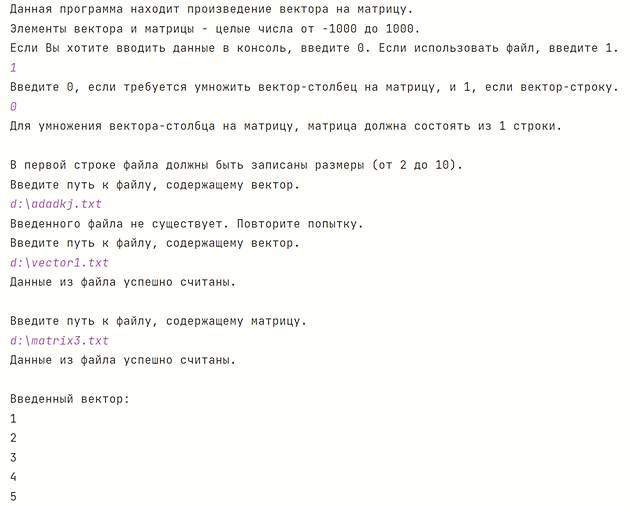 Данная программа находит произведение вектора на матрицу.
Элементы вектора и матрицы - целые числа от -1000 до 1000.
Если Вы хотите вводить данные в консоль, введите 0. Если использовать файл, введите 1.
1
Введите 0, если требуется умножить вектор-столбец на матрицу, и 1, если вектор-строку.
0
Для умножения вектора-столбца на матрицу, матрица должна состоять из 1 строки.
В первой строке файла должны быть записаны размеры (от 2 до 10).
Введите путь к файлу, содержащему вектор.
d:\adadkj.txt
Введенного файла не существует. Повторите попытку.
Введите путь к файлу, содержащему вектор.
d:\vector1.txt
Данные из файла успешно считаны.
Введите путь к файлу, содержащему матрицу.
d:\matrix3.txt
Данные из файла успешно считаны.
Введенный вектор:
1
2
3
4
5